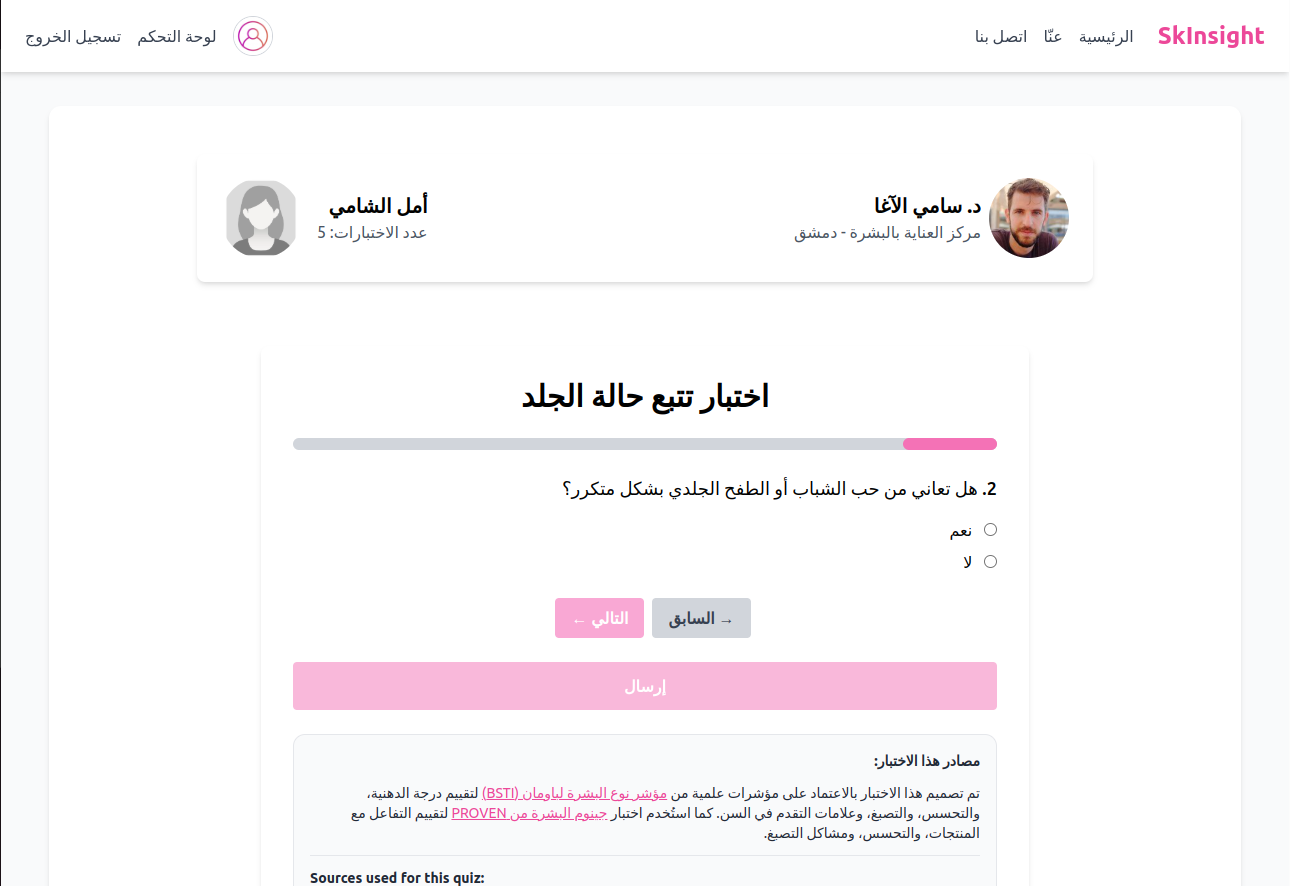 SkInsight
الرئيسية
عنّا
اتصل بنا
لوحة التحكم
تسجيل الخروج
د. سامي الآغا
مركز العناية بالبشرة - دمشق
أمل الشامي
عدد الاختبارات: 5
اختبار تتبع حالة الجلد
2. هل تعاني من حب الشباب أو الطفح الجلدي بشكل متكرر؟
نعم
لا
→ السابق
التالي ←
إرسال
مصادر هذا الاختبار:
تم تصميم هذا الاختبار بالاعتماد على مؤشرات علمية من مؤشر نوع البشرة لباومان (BSTI) لتقييم درجة الدهنية،
والتحسس، والتصبغ، وعلامات التقدم في السن. كما استُخدم اختبار جينوم البشرة من PROVEN لتقييم التفاعل مع
المنتجات، والتحسس، ومشاكل التصبغ.
Sources used for this quiz: